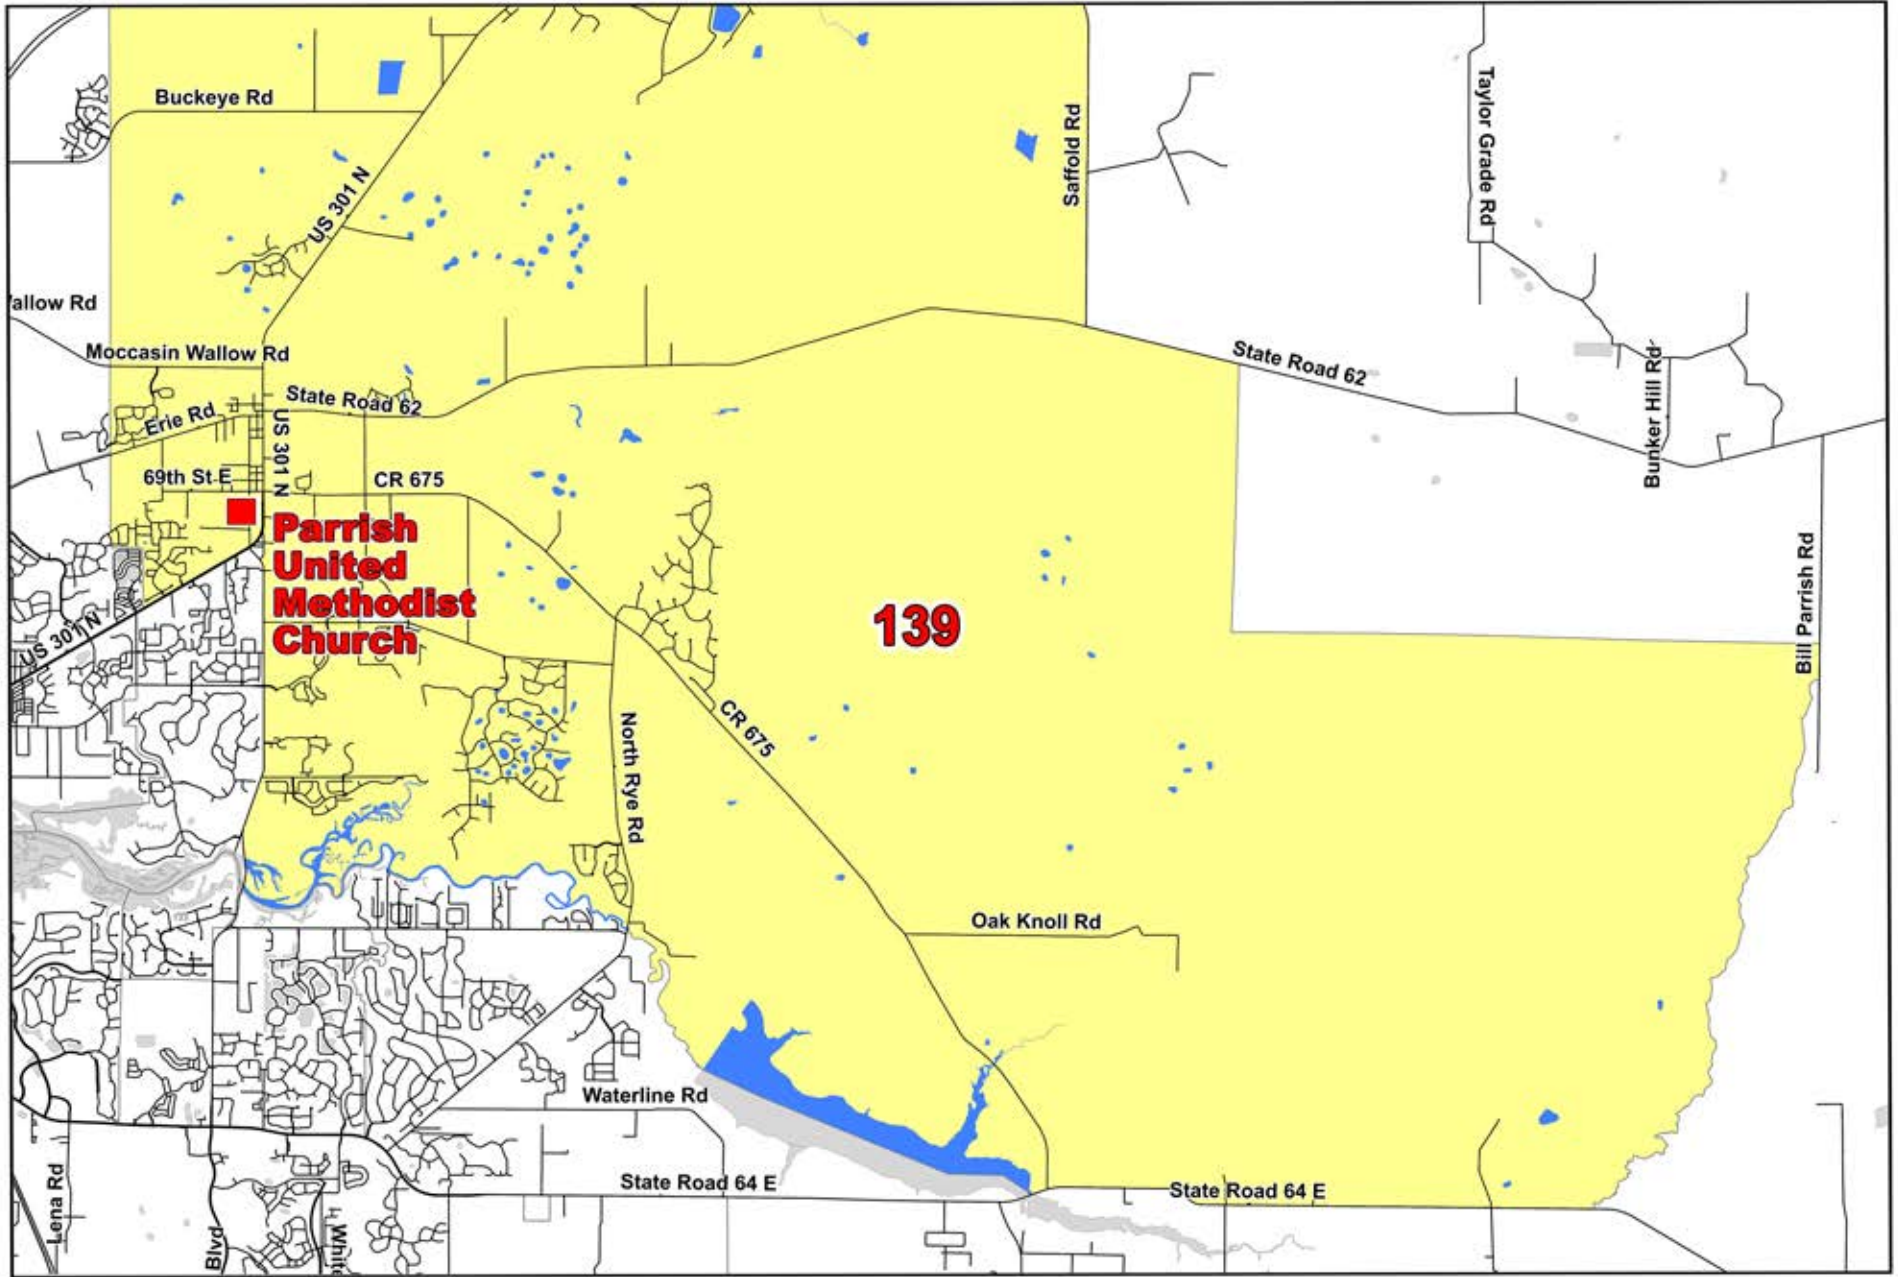 Buckeye Rd
US 301 N
Saffold Rd
Taylor Grade Rd
allow Rd
Moccasin Wallow Rd
State Road 62
State Road 62
Bunker Hill Rd
Erie Rd
US 301 N
69th St E
CR 675
Parrish
United
Methodist
Church
139
Bill Parrish Rd
US 301 N
CR 675
North Rye Rd
Oak Knoll Rd
Waterline Rd
State Road 64 E
State Road 64 E
Lena Rd
Blvd
Whit